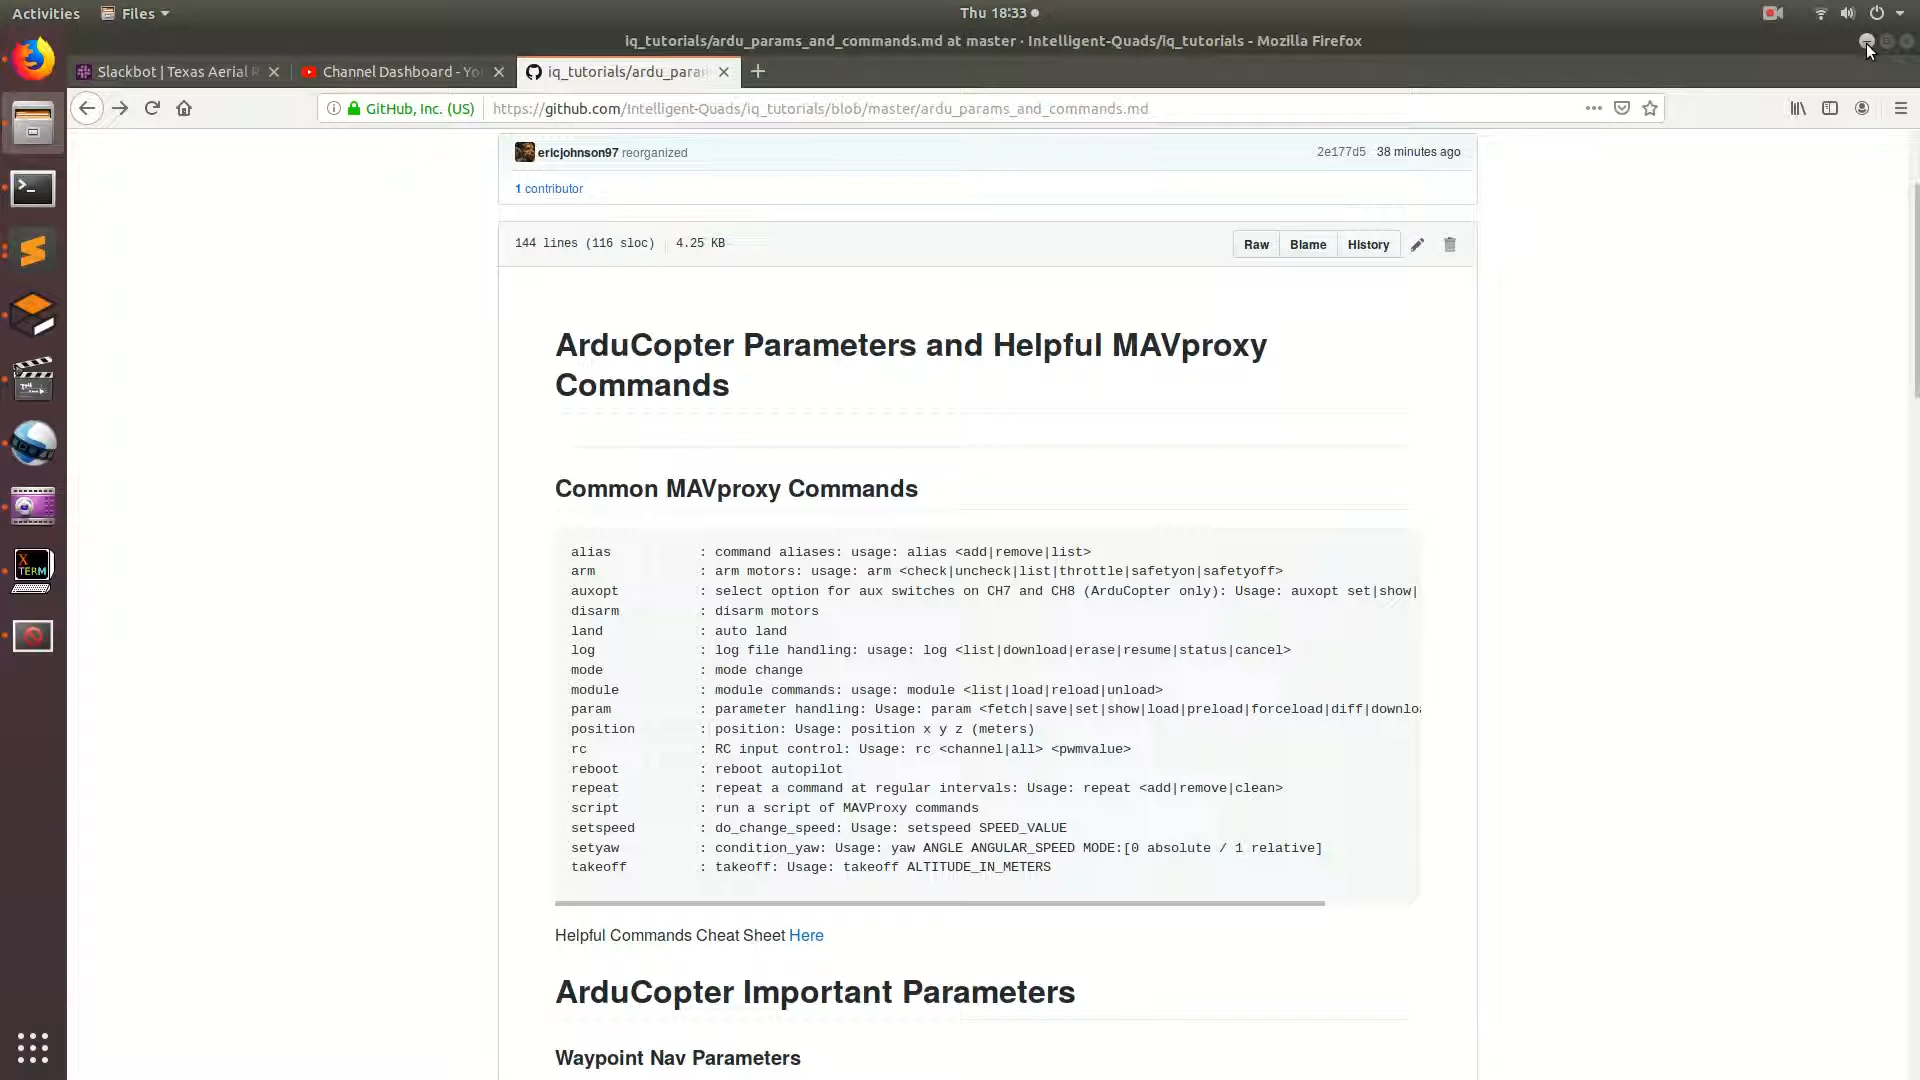 Activities Files Thu 18:33
iq_tutorials/ardu_params_and_commands.md at master · Intelligent-Quads/iq_tutorials - Mozilla Firefox
Slackbot | Texas Aerial Channel Dashboard - Yo iq_tutorials/ardu_para
GitHub, Inc. (US) https://github.com/Intelligent-Quads/iq_tutorials/blob/master/ardu_params_and_commands.md
ericjohnson97 reorganized 2e177d5 38 minutes ago
1 contributor
144 lines (116 sloc) 4.25 KB Raw Blame History
ArduCopter Parameters and Helpful MAVproxy
Commands
Common MAVproxy Commands
alias : command aliases: usage: alias <add|remove|list>
arm : arm motors: usage: arm <check|uncheck|list|throttle|safetyon|safetyoff>
auxopt : select option for aux switches on CH7 and CH8 (ArduCopter only): Usage: auxopt set|show|
disarm : disarm motors
land : auto land
log : log file handling: usage: log <list|download|erase|resume|status|cancel>
mode : mode change
module : module commands: usage: module <list|load|reload|unload>
param : parameter handling: Usage: param <fetch|save|set|show|load|preload|forceload|diff|downlo
position : position: Usage: position x y z (meters)
rc : RC input control: Usage: rc <channel|all> <pwmvalue>
reboot : reboot autopilot
repeat : repeat a command at regular intervals: Usage: repeat <add|remove|clean>
script : run a script of MAVProxy commands
setspeed : do_change_speed: Usage: setspeed SPEED_VALUE
setyaw : condition_yaw: Usage: yaw ANGLE ANGULAR_SPEED MODE:[0 absolute / 1 relative]
takeoff : takeoff: Usage: takeoff ALTITUDE_IN_METERS
Helpful Commands Cheat Sheet Here
ArduCopter Important Parameters
Waypoint Nav Parameters
X
TERM